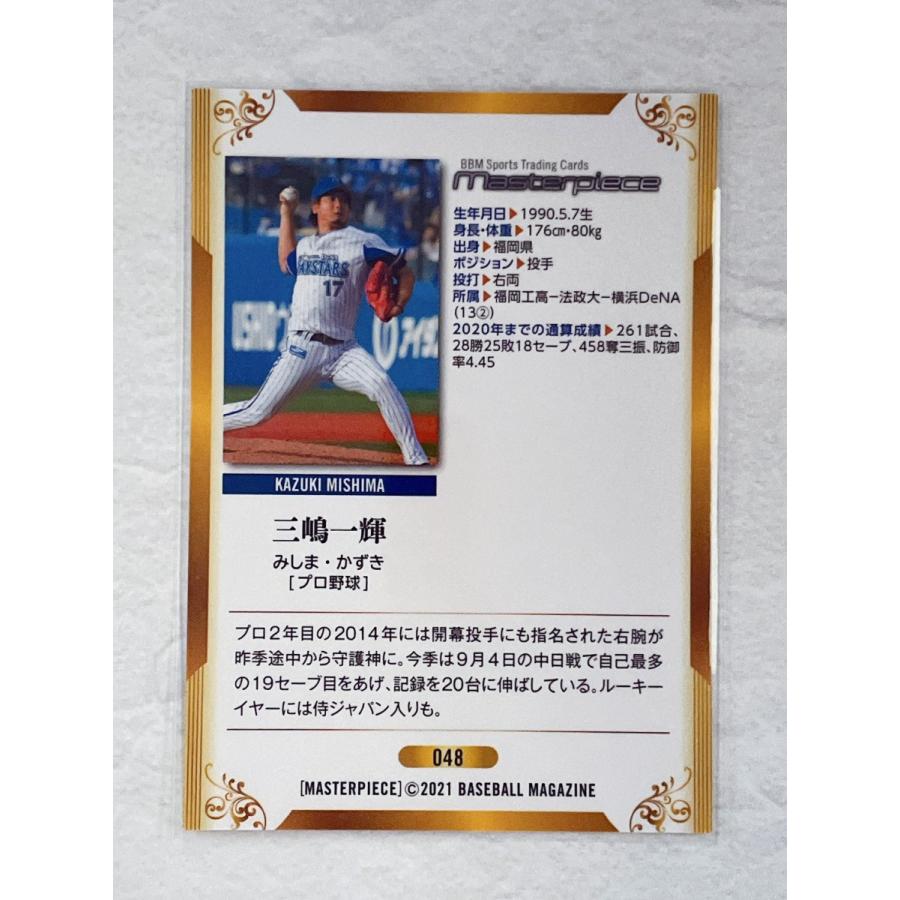 BBM Sports Trading Cards
Masterpiece
生年月日▶1990.5.7生
身長・体重▶176cm・80kg
出身▶福岡県
ポジション▶投手
投打▶右両
所属▶福岡工高−法政大−横浜DeNA
(13②)
2020年までの通算成績▶261試合、
28勝25敗18セーブ、458奪三振、防御
率4.45
17
KAZUKI MISHIMA
三嶋一輝
みしま・かずき
[プロ野球]
プロ2年目の2014年には開幕投手にも指名された右腕が
昨季途中から守護神に。今季は9月4日の中日戦で自己最多
の19セーブ目をあげ、記録を20台に伸ばしている。ルーキー
イヤーには侍ジャパン入りも。
048
[MASTERPIECE]©2021 BASEBALL MAGAZINE